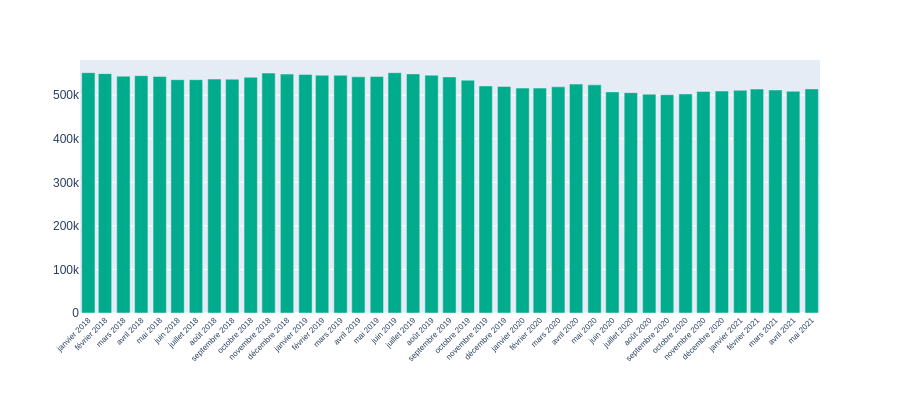 500k
400k
300k
200k
100k
0
janvier 2018
février 2018
mars 2018
avril 2018
mai 2018
juin 2018
juillet 2018
août 2018
septembre 2018
octobre 2018
novembre 2018
décembre 2018
janvier 2019
février 2019
mars 2019
avril 2019
mai 2019
juin 2019
juillet 2019
août 2019
septembre 2019
octobre 2019
novembre 2019
décembre 2019
janvier 2020
février 2020
mars 2020
avril 2020
mai 2020
juin 2020
juillet 2020
août 2020
septembre 2020
octobre 2020
novembre 2020
décembre 2020
janvier 2021
février 2021
mars 2021
avril 2021
mai 2021